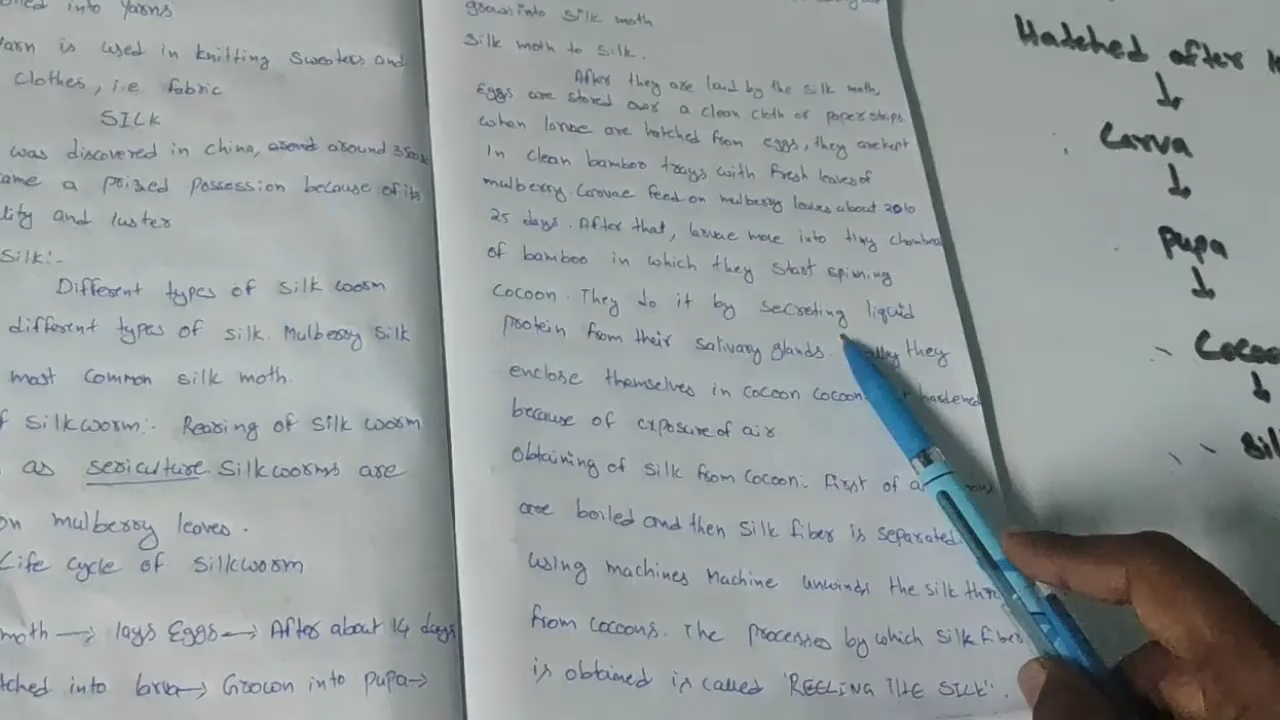 into Yarns
Yarn is used in knitting Sweaters and
Clothes, i.e fabric
SILK
was discovered in china, around
a prized Possession because of its
and luster
Silk:-
Different types of silk worm
different types of silk. Mulberry silk
most common silk moth.
silkworm:- Rearing of silk worm
as sericulture Silkworms are
on mulberry leaves.
Life cycle of silkworm
moth → lays Eggs → After about 14 days
into larva → Grown into pupa →
grows into silk moth
Silk moth to silk.
After they are laid by the silk moth,
Eggs are stored over a clean cloth or paper strips
when larvae are hatched from eggs, they are kept
In clean bamboo trays with fresh leaves of
mulberry. Larvae feed on mulberry leaves about 20 to
25 days. After that, larvae move into tiny
of bamboo in which they start spinning
cocoon. They do it by secreting liquid
protein from their salivary glands. they
enclose themselves in cocoon hardened
because of exposure of air
Obtaining of silk from cocoon:- First of
are boiled and then silk fiber is separated
Using machines Machine unwinds the silk
from cocoons. The processes by which silk fiber
is obtained is called 'REELING THE SILK'.
Hatched after
Larva
↓
pupa
↓
↓